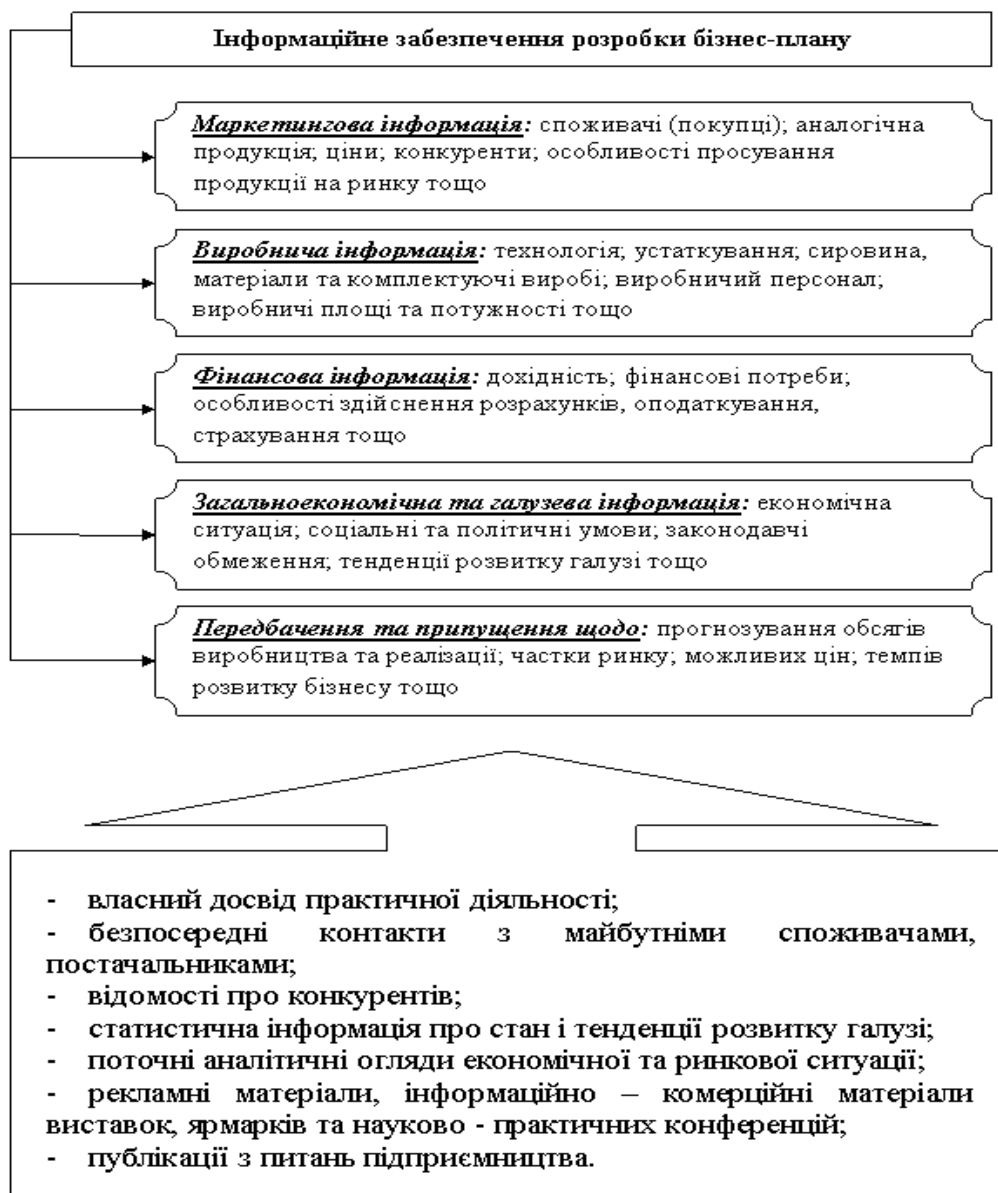 Інформаційне забезпечення розробки бізнес-плану
Маркетингова інформація: споживачі (покупці); аналогічна
продукція; ціни; конкуренти; особливості просування
продукції на ринку тощо
Виробнича інформація: технологія; устаткування; сировина,
матеріали та комплектуючі виробі; виробничий персонал;
виробничі площі та потужності тощо
Фінансова інформація: дохідність; фінансові потреби;
особливості здійснення розрахунків, оподаткування,
страхування тощо
Загальноекономічна та галузева інформація: економічна
ситуація; соціальні та політичні умови; законодавчі
обмеження; тенденції розвитку галузі тощо
Передбачення та припущення щодо: прогнозування обсягів
виробництва та реалізації; частки ринку; можливих цін; темпів
розвитку бізнесу тощо
- власний досвід практичної діяльності;
- безпосередні контакти з майбутніми споживачами,
постачальниками;
- відомості про конкурентів;
- статистична інформація про стан і тенденції розвитку галузі;
- поточні аналітичні огляди економічної та ринкової ситуації;
- рекламні матеріали, інформаційно – комерційні матеріали
виставок, ярмарків та науково - практичних конференцій;
- публікації з питань підприємництва.